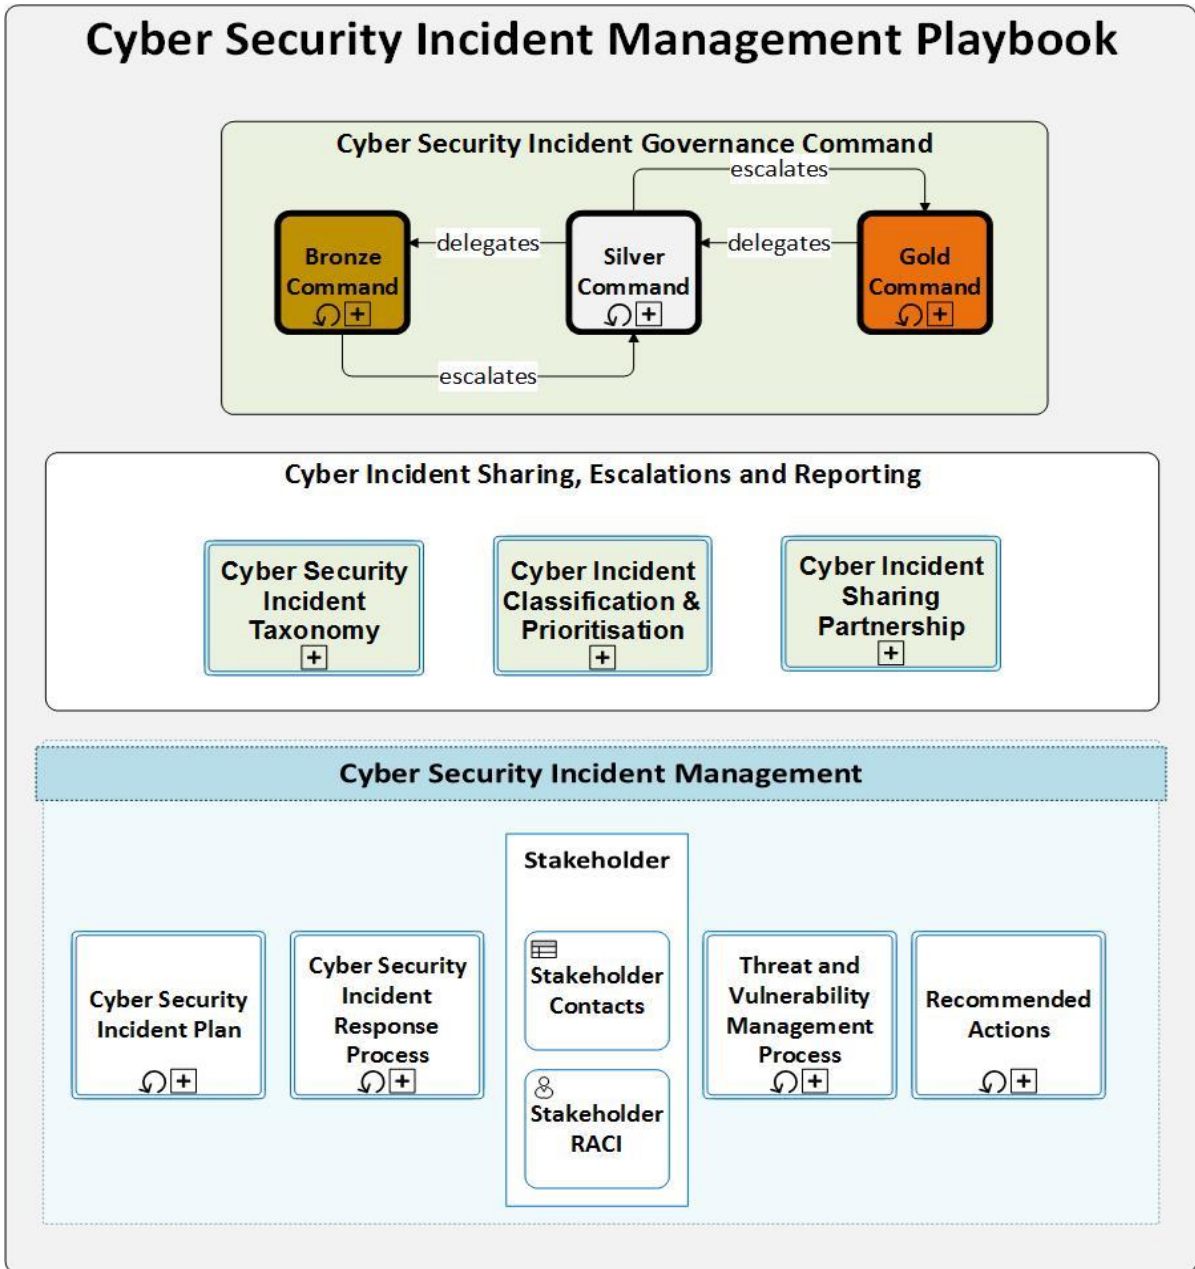 Cyber Security Incident Management Playbook
Cyber Security Incident Governance Command
escalates
Bronze
Command
delegates
Silver
Command
delegates
Gold
Command
escalates
Cyber Incident Sharing, Escalations and Reporting
Cyber Security
Incident
Taxonomy
Cyber Incident
Classification &
Prioritisation
Cyber Incident
Sharing
Partnership
Cyber Security Incident Management
Cyber Security
Incident Plan
Cyber Security
Incident
Response
Process
Stakeholder
Stakeholder
Contacts
Stakeholder
RACI
Threat and
Vulnerability
Management
Process
Recommended
Actions